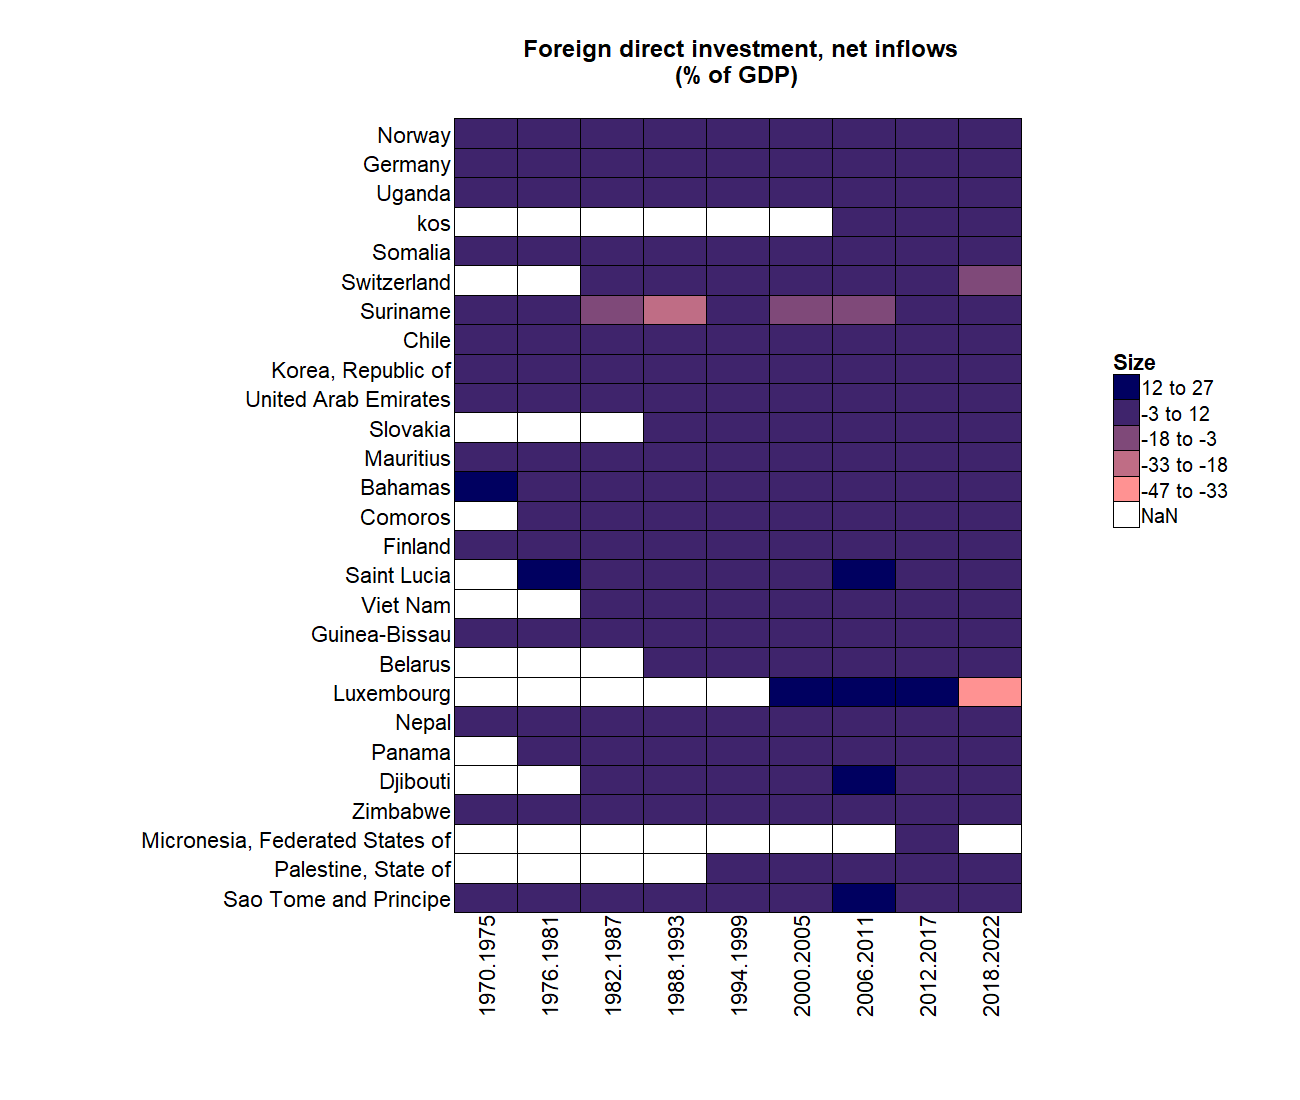 Foreign direct investment, net inflows
(% of GDP)
Norway
Germany
Uganda
kos
Somalia
Switzerland
Suriname
Chile
Korea, Republic of
United Arab Emirates
Slovakia
Mauritius
Bahamas
Comoros
Finland
Saint Lucia
Viet Nam
Guinea-Bissau
Belarus
Luxembourg
Nepal
Panama
Djibouti
Zimbabwe
Micronesia, Federated States of
Palestine, State of
Sao Tome and Principe
1970.1975
1976.1981
1982.1987
1988.1993
1994.1999
2000.2005
2006.2011
2012.2017
2018.2022
Size
12 to 27
-3 to 12
-18 to -3
-33 to -18
-47 to -33
NaN